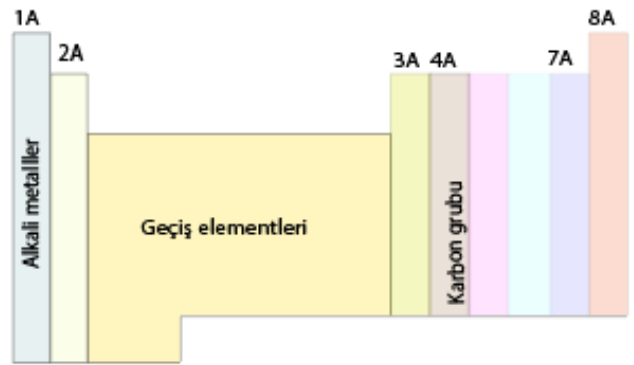 1A
8A
2A
3A 4A
7A
Alkali metaller
Geçiş elementleri
Karbon grubu